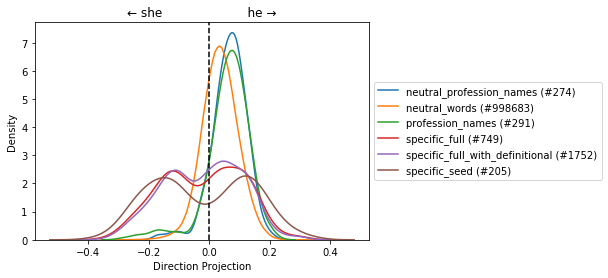 ← she he →
7
6
5
4
3
2
1
0
Density
−0.4 −0.2 0.0 0.2 0.4
Direction Projection
neutral_profession_names (#274)
neutral_words (#998683)
profession_names (#291)
specific_full (#749)
specific_full_with_definitional (#1752)
specific_seed (#205)